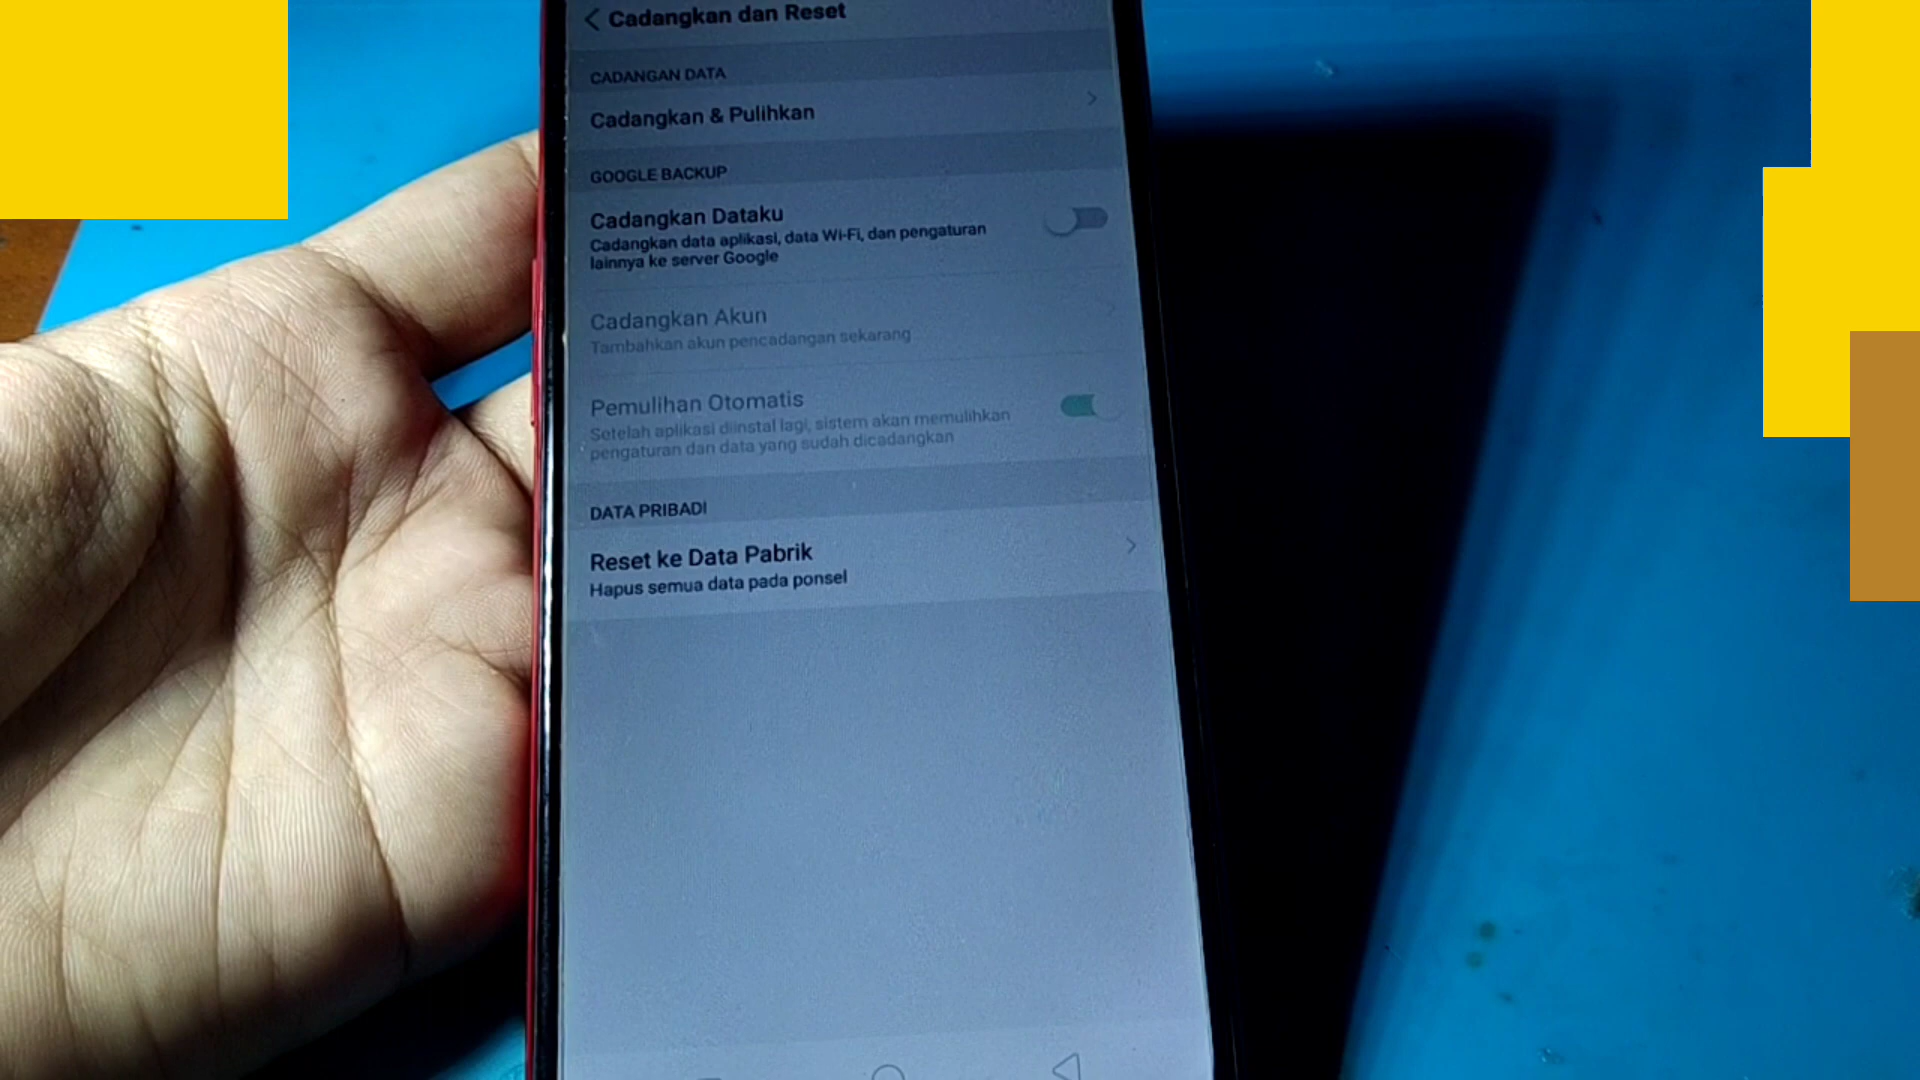 Cadangkan dan Reset
CADANGAN DATA
Cadangkan & Pulihkan
GOOGLE BACKUP
Cadangkan Dataku
Cadangkan data aplikasi, data Wi-Fi, dan pengaturan
lainnya ke server Google
Cadangkan Akun
Tambahkan akun pencadangan sekarang
Pemulihan Otomatis
Setelah aplikasi diinstal lagi, sistem akan memulihkan
pengaturan dan data yang sudah dicadangkan
DATA PRIBADI
Reset ke Data Pabrik
Hapus semua data pada ponsel